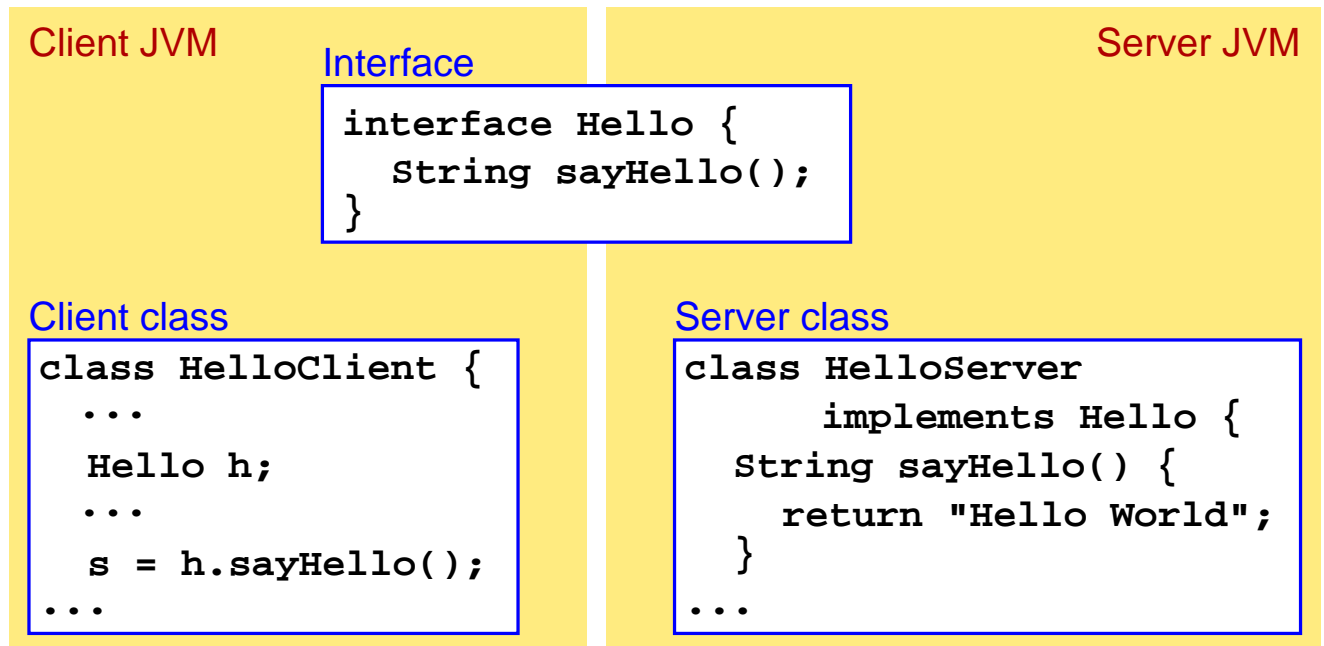 Client JVM
Server JVM
Interface
interface Hello {
String sayHello();
}
Client class
class HelloClient {
...
Hello h;
...
s = h.sayHello();
...
Server class
class HelloServer
implements Hello {
String sayHello() {
return "Hello World";
}
...